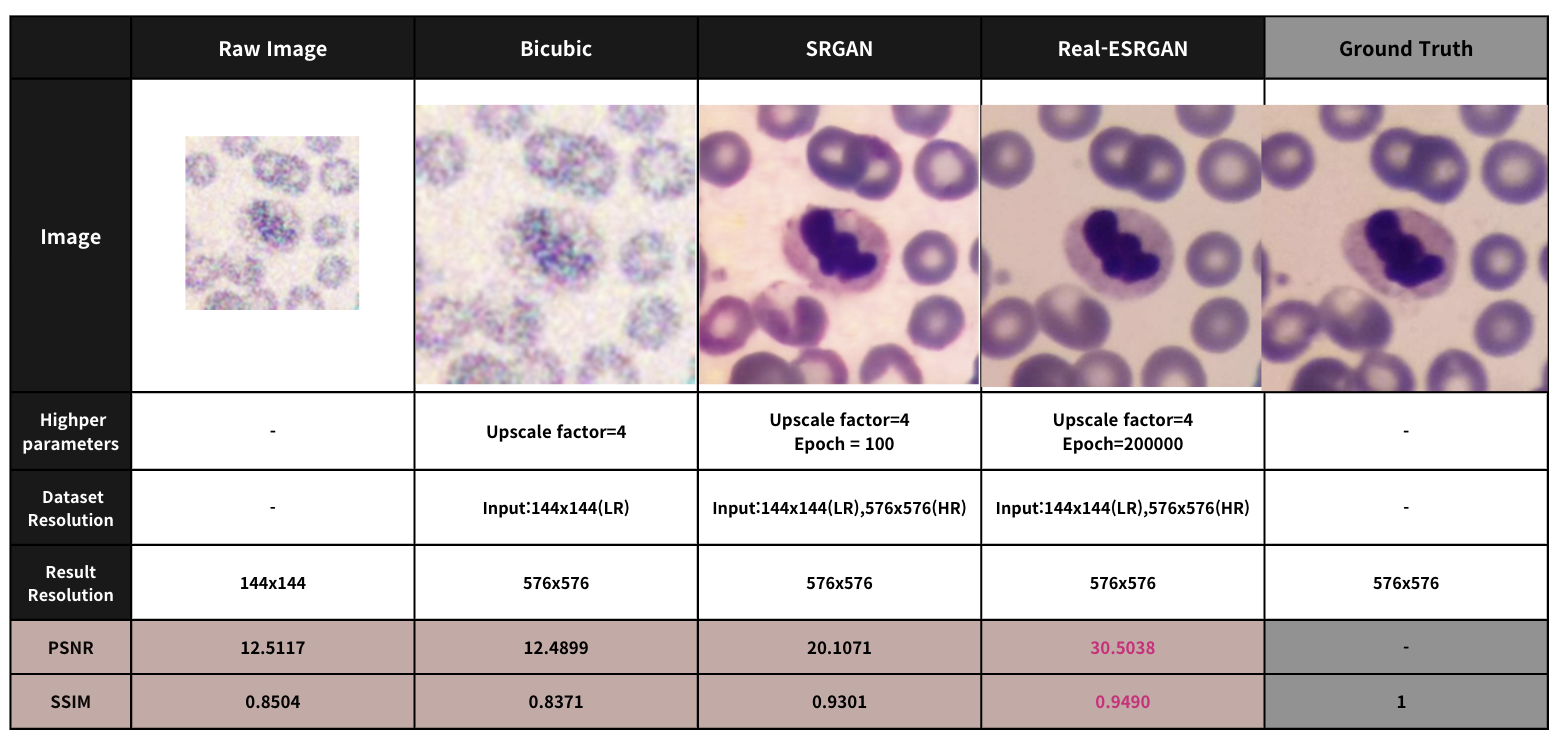 Raw Image
Bicubic
SRGAN
Real-ESRGAN
Ground Truth
Image
Highper
parameters
-
Upscale factor=4
Upscale factor=4
Epoch = 100
Upscale factor=4
Epoch=200000
-
Dataset
Resolution
-
Input:144x144(LR)
Input:144x144(LR),576x576(HR)
Input:144x144(LR),576x576(HR)
-
Result
Resolution
144x144
576x576
576x576
576x576
576x576
PSNR
12.5117
12.4899
20.1071
30.5038
-
SSIM
0.8504
0.8371
0.9301
0.9490
1